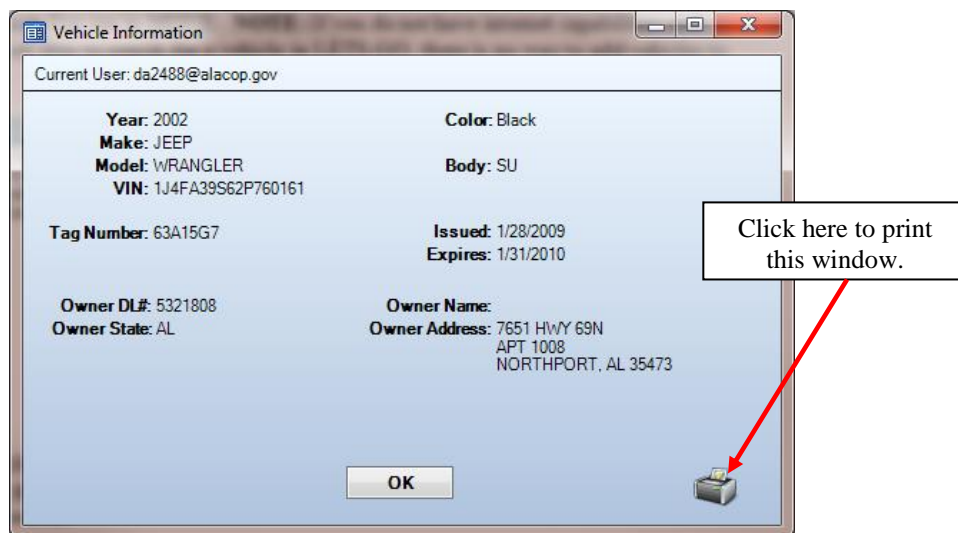 Vehicle Information
Current User: da2488@alacop.gov
Year: 2002 Color: Black
Make: JEEP
Model: WRANGLER Body: SU
VIN: 1J4FA39S62P760161
Tag Number: 63A15G7 Issued: 1/28/2009
Expires: 1/31/2010
Click here to print
this window.
Owner DL#: 5321808 Owner Name:
Owner State: AL Owner Address: 7651 HWY 69N
APT 1008
NORTHPORT, AL 35473
OK